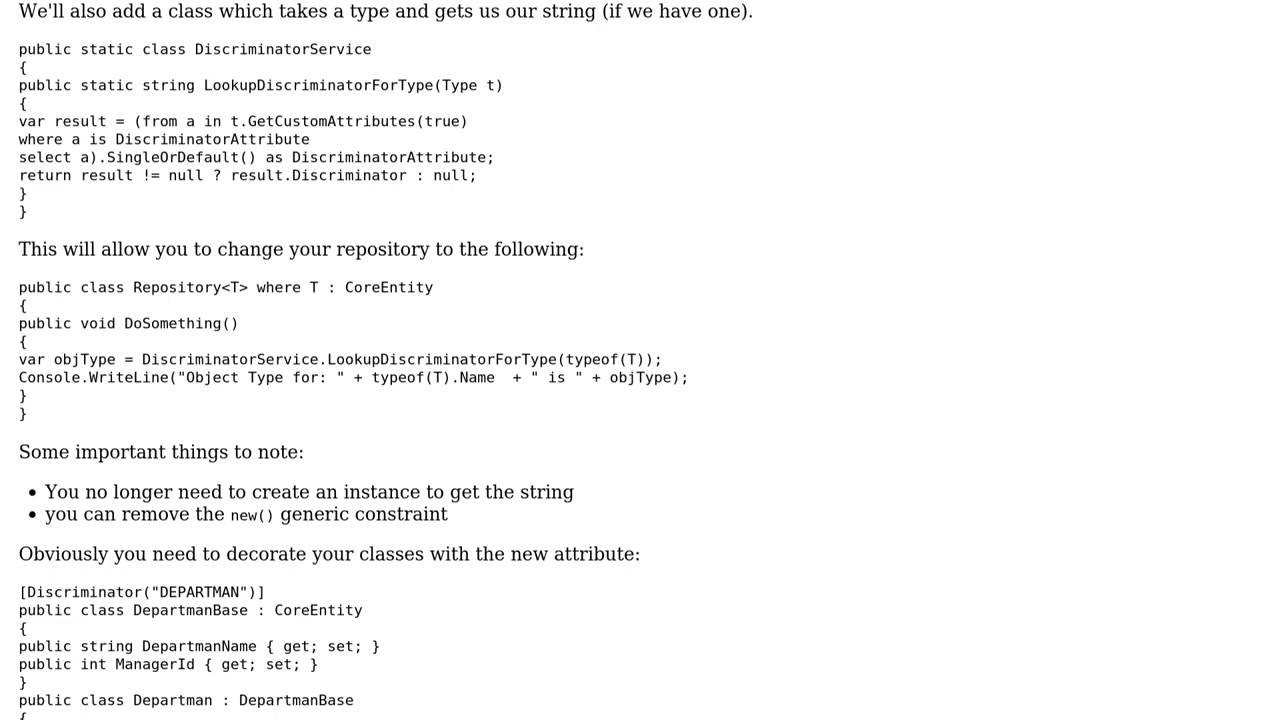 We'll also add a class which takes a type and gets us our string (if we have one).
public static class DiscriminatorService
{
public static string LookupDiscriminatorForType(Type t)
{
var result = (from a in t.GetCustomAttributes(true)
where a is DiscriminatorAttribute
select a).SingleOrDefault() as DiscriminatorAttribute;
return result != null ? result.Discriminator : null;
}
}
This will allow you to change your repository to the following:
public class Repository<T> where T : CoreEntity
{
public void DoSomething()
{
var objType = DiscriminatorService.LookupDiscriminatorForType(typeof(T));
Console.WriteLine("Object Type for: " + typeof(T).Name  + " is " + objType);
}
}
Some important things to note:
• You no longer need to create an instance to get the string
• you can remove the new() generic constraint
Obviously you need to decorate your classes with the new attribute:
[Discriminator("DEPARTMAN")]
public class DepartmanBase : CoreEntity
{
public string DepartmanName { get; set; }
public int ManagerId { get; set; }
}
public class Departman : DepartmanBase
{